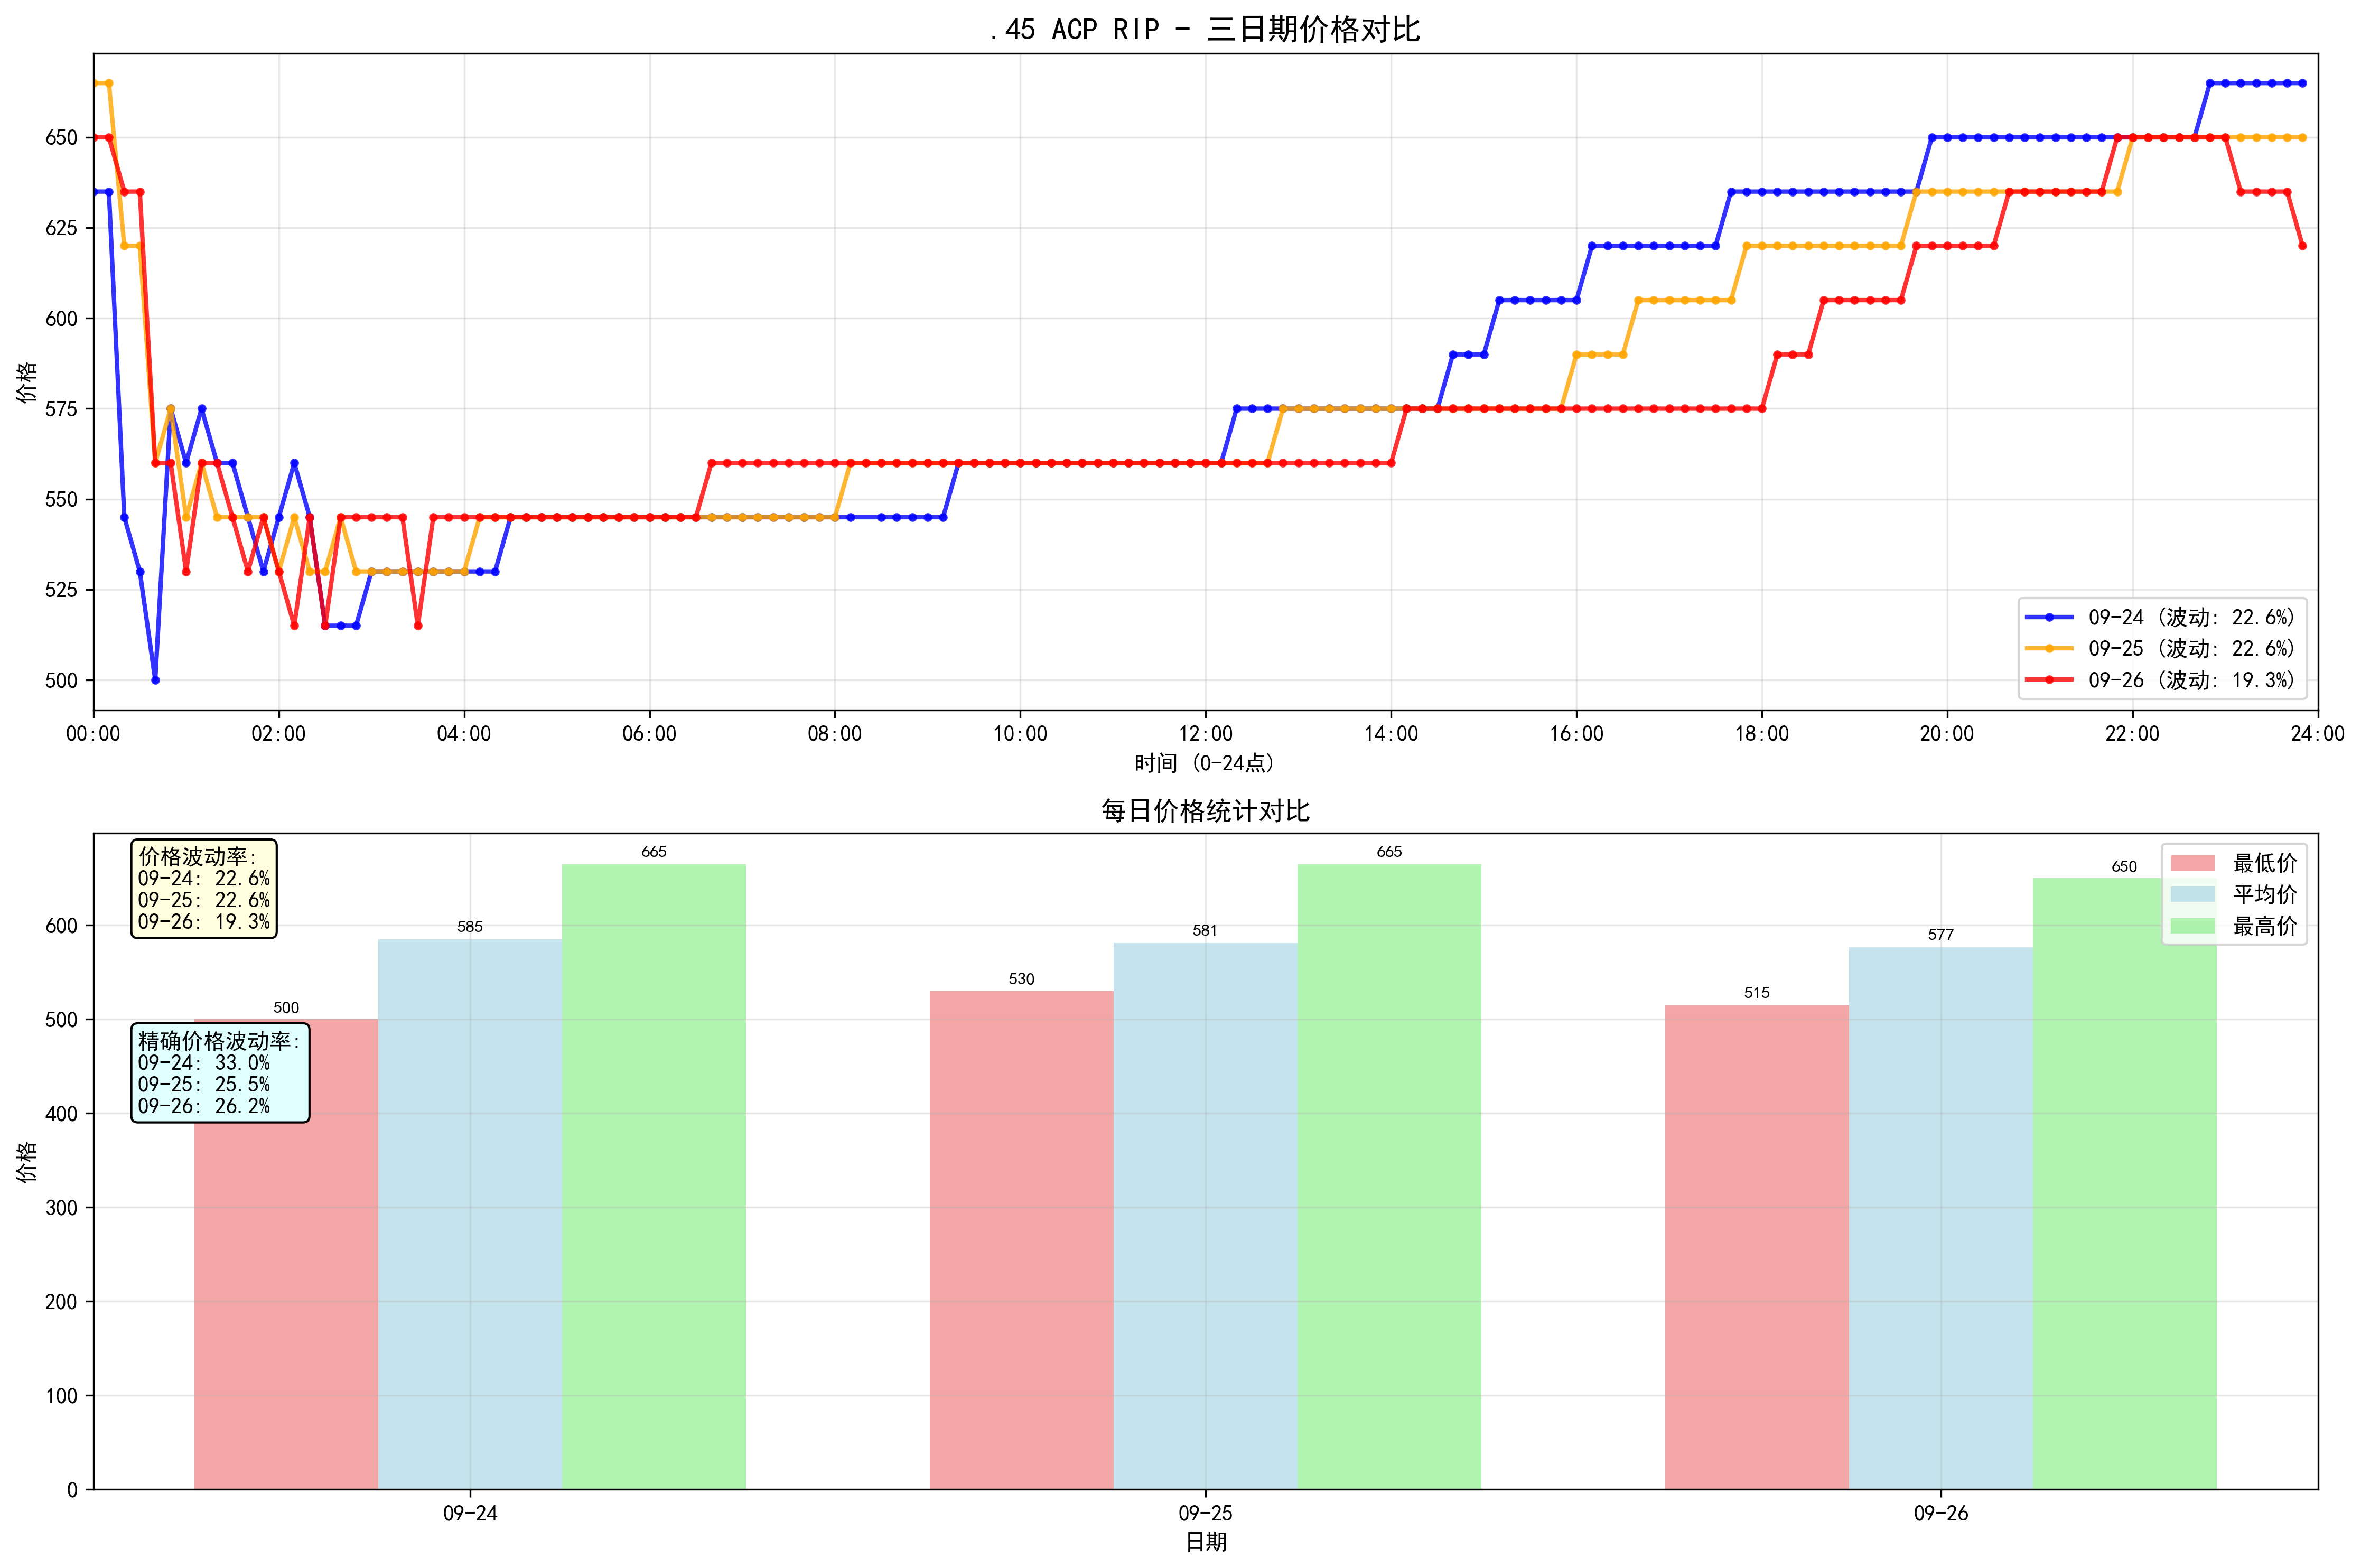 .45 ACP RIP - 三日期价格对比
价格
650
625
600
575
550
525
500
09-24 (波动: 22.6%)
09-25 (波动: 22.6%)
09-26 (波动: 19.3%)
00:00 02:00 04:00 06:00 08:00 10:00 12:00 14:00 16:00 18:00 20:00 22:00 24:00
时间 (0-24点)
每日价格统计对比
价格
600
500
400
300
200
100
0
价格波动率:
09-24: 22.6%
09-25: 22.6%
09-26: 19.3%
精确价格波动率:
09-24: 33.0%
09-25: 25.5%
09-26: 26.2%
500 585 665 530 581 665 515 577 650
最低价
平均价
最高价
09-24 09-25 09-26
日期